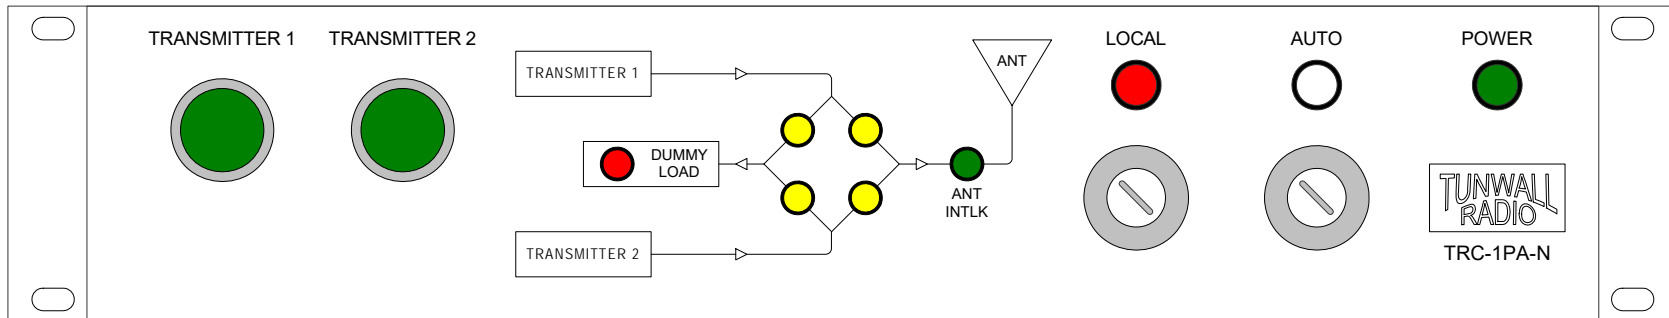 TRANSMITTER 1
TRANSMITTER 2
TRANSMITTER 1
DUMMY
LOAD
TRANSMITTER 2
ANT
ANT
INTLK
LOCAL
AUTO
POWER
TUNWALL
RADIO
TRC-1PA-N